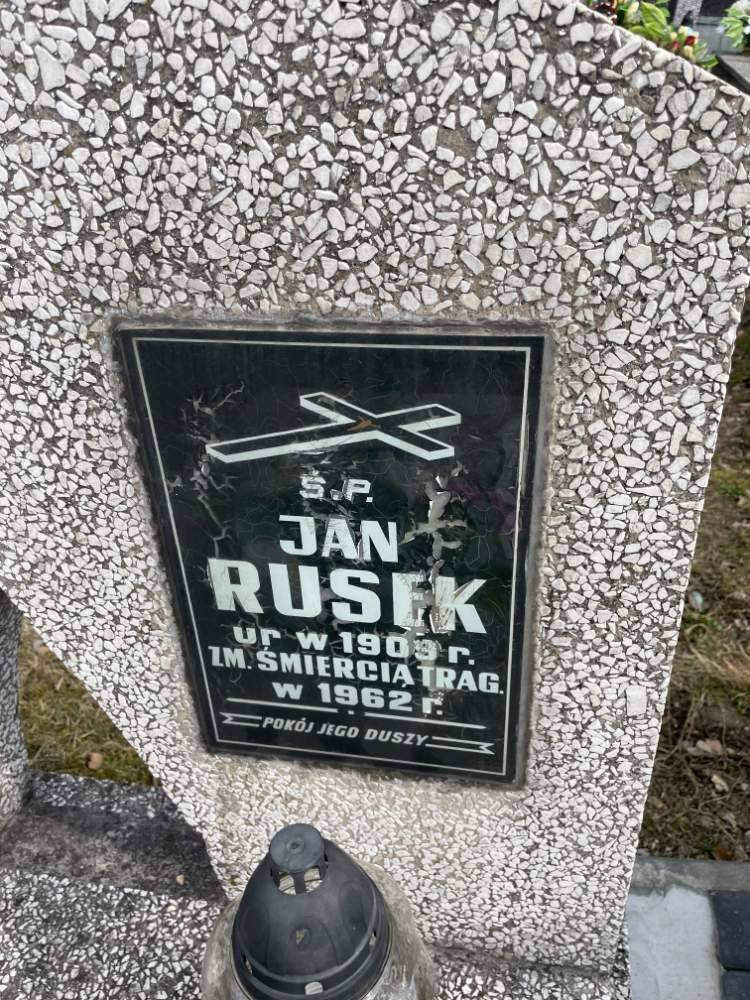 Ś.P.
JAN
RUSEK
ur w r.
ZM. ŚMIERCIĄ TRAG.
w 1962 r.
POKÓJ JEGO DUSZY